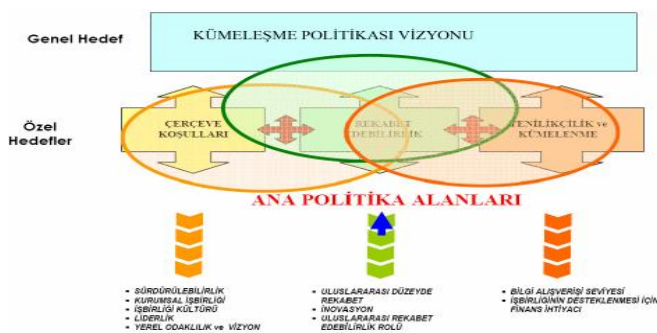 Genel Hedef
KÜMELEŞME POLİTİKASI VİZYONU
Özel
Hedefler
ÇERÇEVE
KOŞULLARI
REKABET
EDEBİLİRLİK
YENİLİKÇİLİK ve
KÜMELENME
ANA POLİTİKA ALANLARI
• SÜRDÜRÜLEBİLİRLİK
• KURUMSAL İŞBİRLİĞİ
• İŞBİRLİĞİ KÜLTÜRÜ
• LİDERLİK
• YEREL ODAKLILIK ve VİZYON
• ULUSLARARASI DÜZEYDE
REKABET
• İNOVASYON
• ULUSLARARASI REKABET
EDEBİLİRLİK ROLÜ
• BİLGİ ALIŞVERİŞİ SEVİYESİ
• İŞBİRLİĞİNİN DESTEKLENMESİ İÇİN
FİNANS İHTİYACI